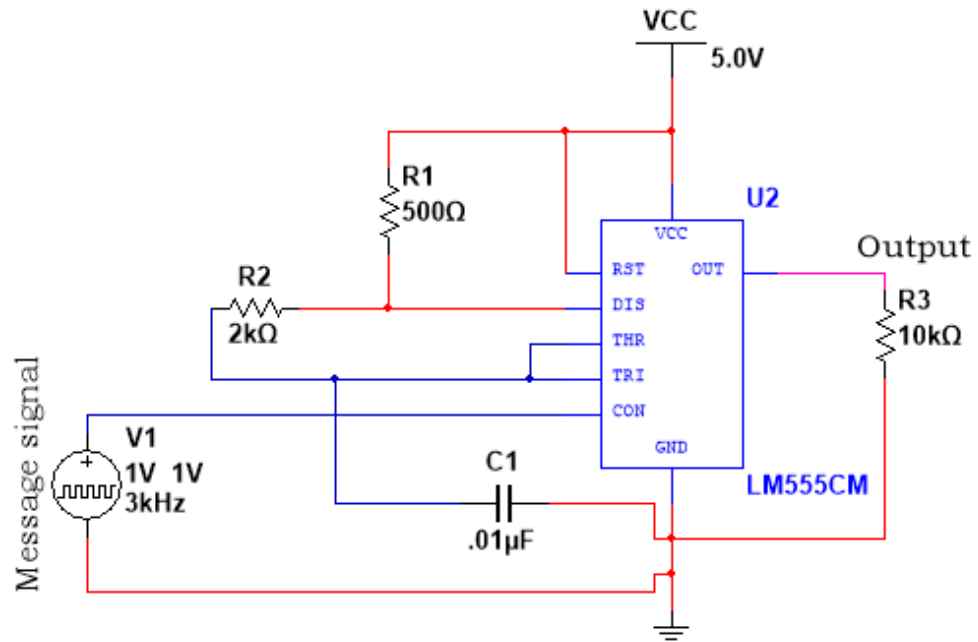 VCC
5.0V
R1
500Ω
U2
VCC
Output
RST
OUT
R2
DIS
R3
2kΩ
THR
10kΩ
TRI
CON
Message signal
V1
GND
1V 1V
C1
LM555CM
3kHz
.01µF